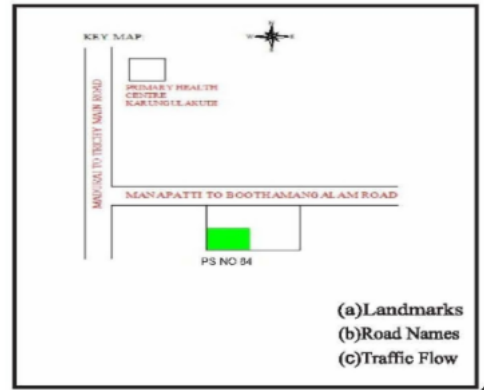 KEY MAP:
W E
PRIMARY HEALTH
CENTRE
KARUNGULAKUDI
MADURAI TO TRICHY MAIN ROAD
MANAPATTI TO BOOTHAMANGALAM ROAD
PS NO 84
(a)Landmarks
(b)Road Names
(c)Traffic Flow